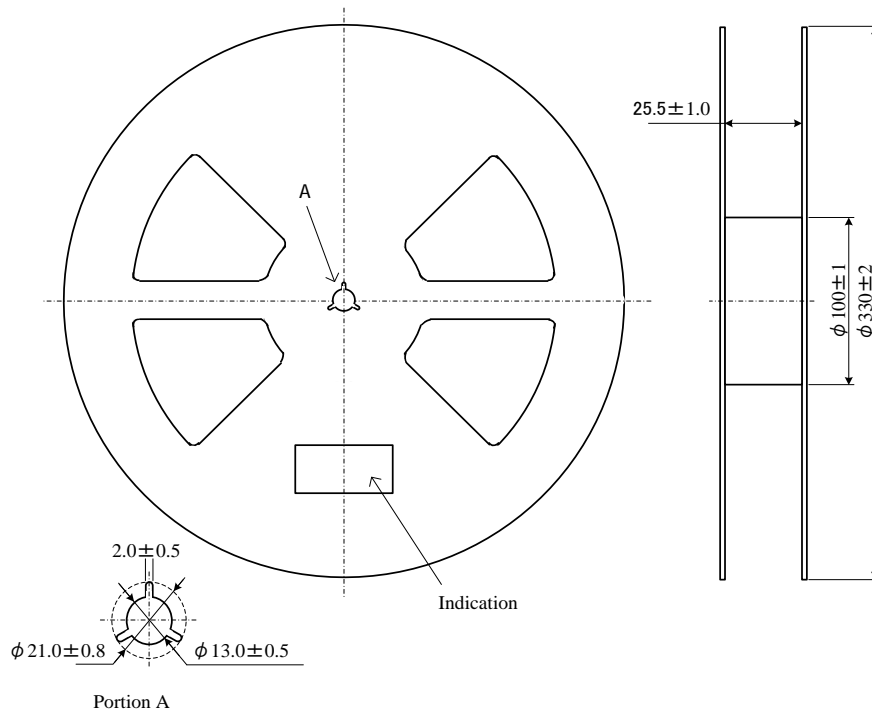 25.5±1.0
A
φ100±1
φ330±2
2.0±0.5
Indication
φ21.0±0.8
φ13.0±0.5
Portion A